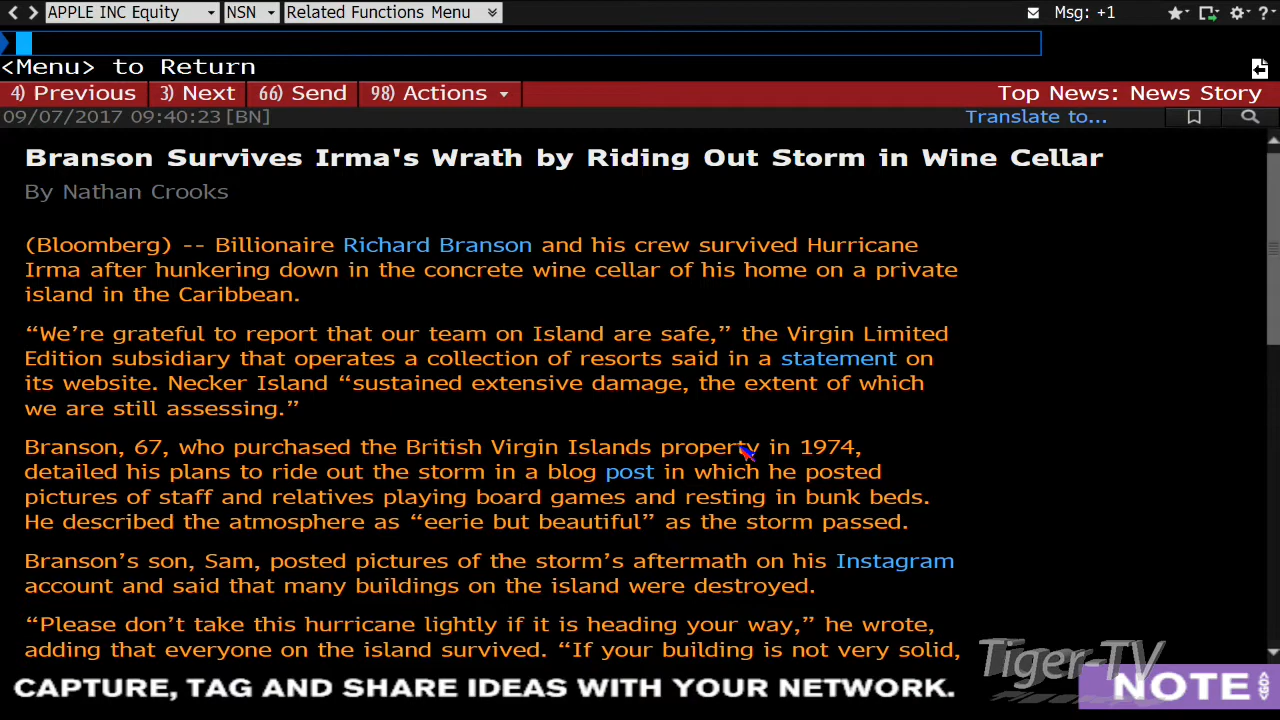 APPLE INC Equity NSN Related Functions Menu Msg: +1 ?
<Menu> to Return
4) Previous 3) Next 66) Send 98) Actions Top News: News Story
09/07/2017 09:40:23 [BN] Translate to...
Branson Survives Irma's Wrath by Riding Out Storm in Wine Cellar
By Nathan Crooks
(Bloomberg) -- Billionaire Richard Branson and his crew survived Hurricane
Irma after hunkering down in the concrete wine cellar of his home on a private
island in the Caribbean.
“We’re grateful to report that our team on Island are safe,” the Virgin Limited
Edition subsidiary that operates a collection of resorts said in a statement on
its website. Necker Island “sustained extensive damage, the extent of which
we are still assessing.”
Branson, 67, who purchased the British Virgin Islands property in 1974,
detailed his plans to ride out the storm in a blog post in which he posted
pictures of staff and relatives playing board games and resting in bunk beds.
He described the atmosphere as “eerie but beautiful” as the storm passed.
Branson’s son, Sam, posted pictures of the storm’s aftermath on his Instagram
account and said that many buildings on the island were destroyed.
“Please don’t take this hurricane lightly if it is heading your way,” he wrote,
adding that everyone on the island survived. “If your building is not very solid,
Tiger-TV
CAPTURE, TAG AND SHARE IDEAS WITH YOUR NETWORK. NOTE